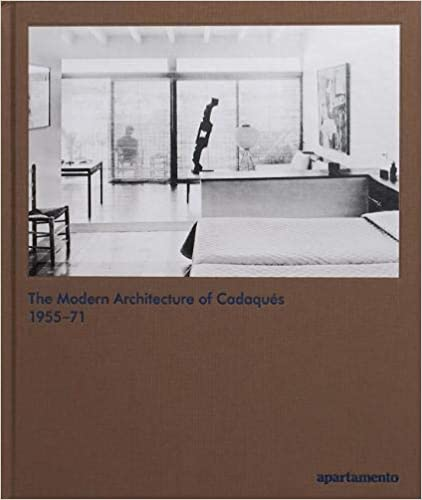 The Modern Architecture of Cadaqués
1955–71
apartamento